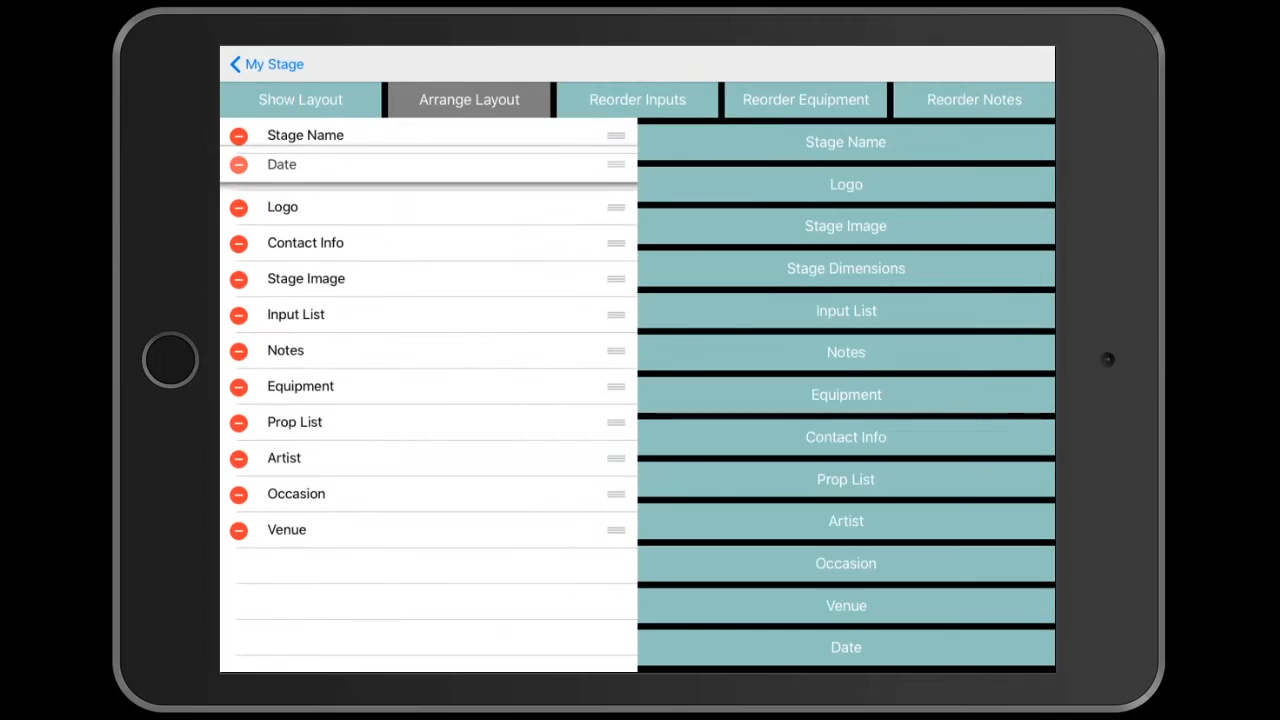 My Stage
Show Layout
Arrange Layout
Reorder Inputs
Reorder Equipment
Reorder Notes
Stage Name
Date
Logo
Contact Info
Stage Image
Input List
Notes
Equipment
Prop List
Artist
Occasion
Venue
Stage Name
Logo
Stage Image
Stage Dimensions
Input List
Notes
Equipment
Contact Info
Prop List
Artist
Occasion
Venue
Date